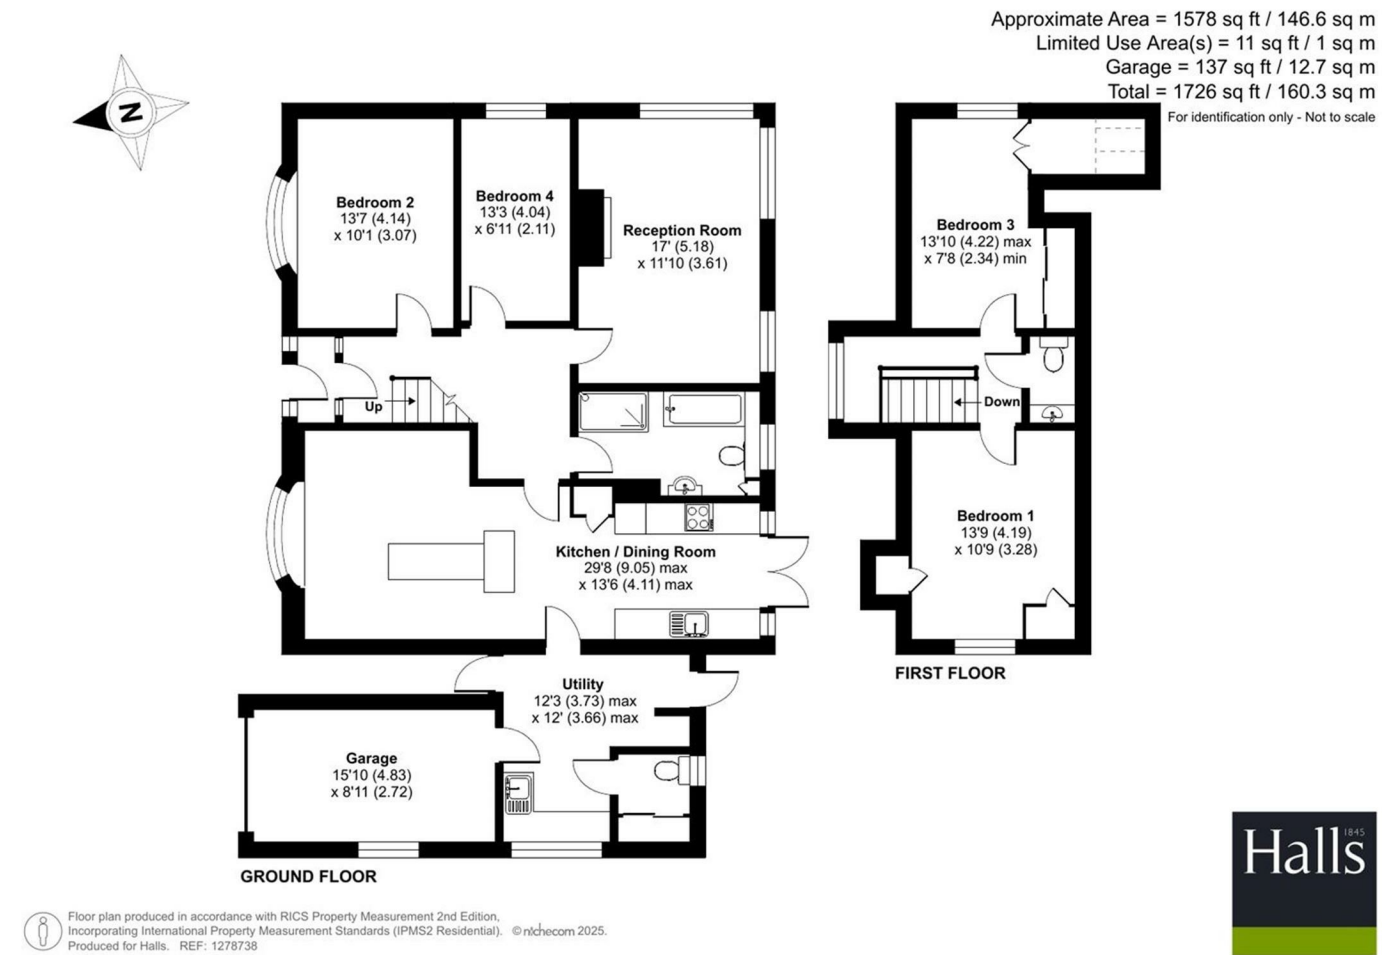 Approximate Area = 1578 sq ft / 146.6 sq m
Limited Use Area(s) = 11 sq ft / 1 sq m
Garage = 137 sq ft / 12.7 sq m
Total = 1726 sq ft / 160.3 sq m
For identification only - Not to scale
N
Bedroom 2
13'7 (4.14)
x 10'1 (3.07)
Bedroom 4
13'3 (4.04)
x 6'11 (2.11)
Reception Room
17' (5.18)
x 11'10 (3.61)
Up
Kitchen / Dining Room
29'8 (9.05) max
x 13'6 (4.11) max
Utility
12'3 (3.73) max
x 12' (3.66) max
Garage
15'10 (4.83)
x 8'11 (2.72)
GROUND FLOOR
Bedroom 3
13'10 (4.22) max
x 7'8 (2.34) min
Down
Bedroom 1
13'9 (4.19)
x 10'9 (3.28)
FIRST FLOOR
Floor plan produced in accordance with RICS Property Measurement 2nd Edition,
Incorporating International Property Measurement Standards (IPMS2 Residential). © nichecom 2025.
Produced for Halls. REF: 1278738
1845
Halls